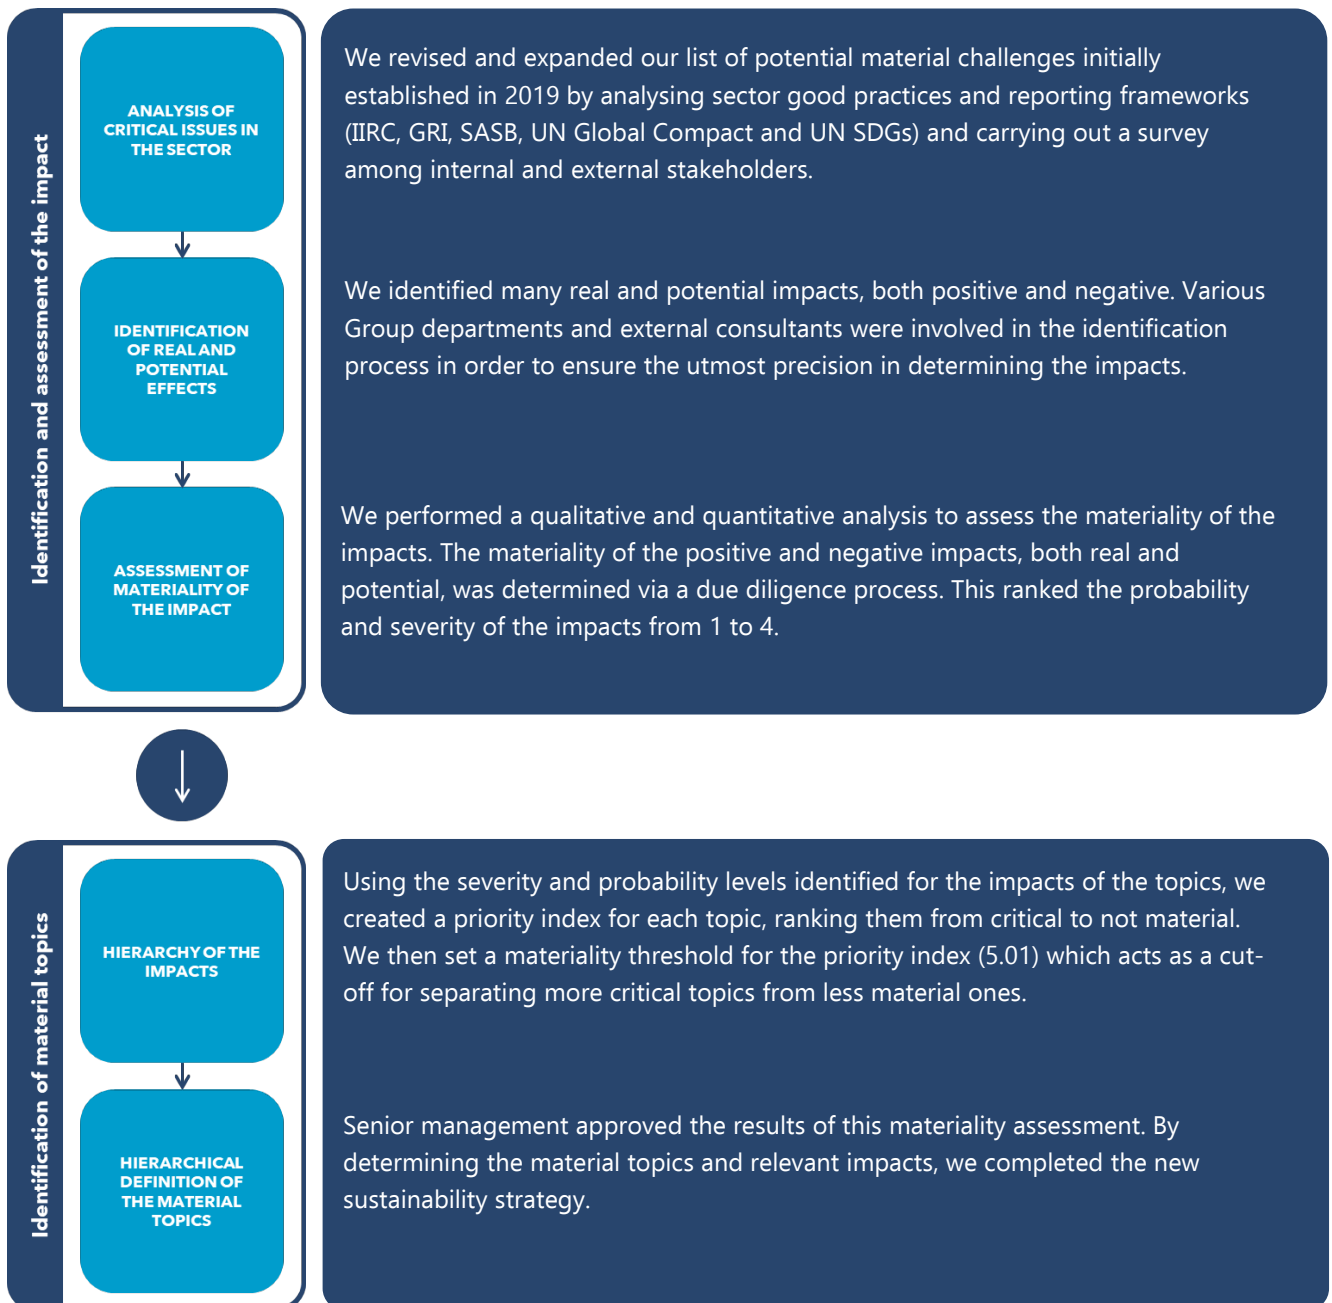 Identification and assessment of the impact
ANALYSIS OF
CRITICAL ISSUES IN
THE SECTOR
We revised and expanded our list of potential material challenges initially
established in 2019 by analysing sector good practices and reporting frameworks
(IIRC, GRI, SASB, UN Global Compact and UN SDGs) and carrying out a survey
among internal and external stakeholders.
IDENTIFICATION
OF REAL AND
POTENTIAL
EFFECTS
We identified many real and potential impacts, both positive and negative. Various
Group departments and external consultants were involved in the identification
process in order to ensure the utmost precision in determining the impacts.
ASSESSMENT OF
MATERIALITY OF
THE IMPACT
We performed a qualitative and quantitative analysis to assess the materiality of the
impacts. The materiality of the positive and negative impacts, both real and
potential, was determined via a due diligence process. This ranked the probability
and severity of the impacts from 1 to 4.
Identification of material topics
HIERARCHY OF THE
IMPACTS
Using the severity and probability levels identified for the impacts of the topics, we
created a priority index for each topic, ranking them from critical to not material.
We then set a materiality threshold for the priority index (5.01) which acts as a cut-
off for separating more critical topics from less material ones.
HIERARCHICAL
DEFINITION OF
THE MATERIAL
TOPICS
Senior management approved the results of this materiality assessment. By
determining the material topics and relevant impacts, we completed the new
sustainability strategy.